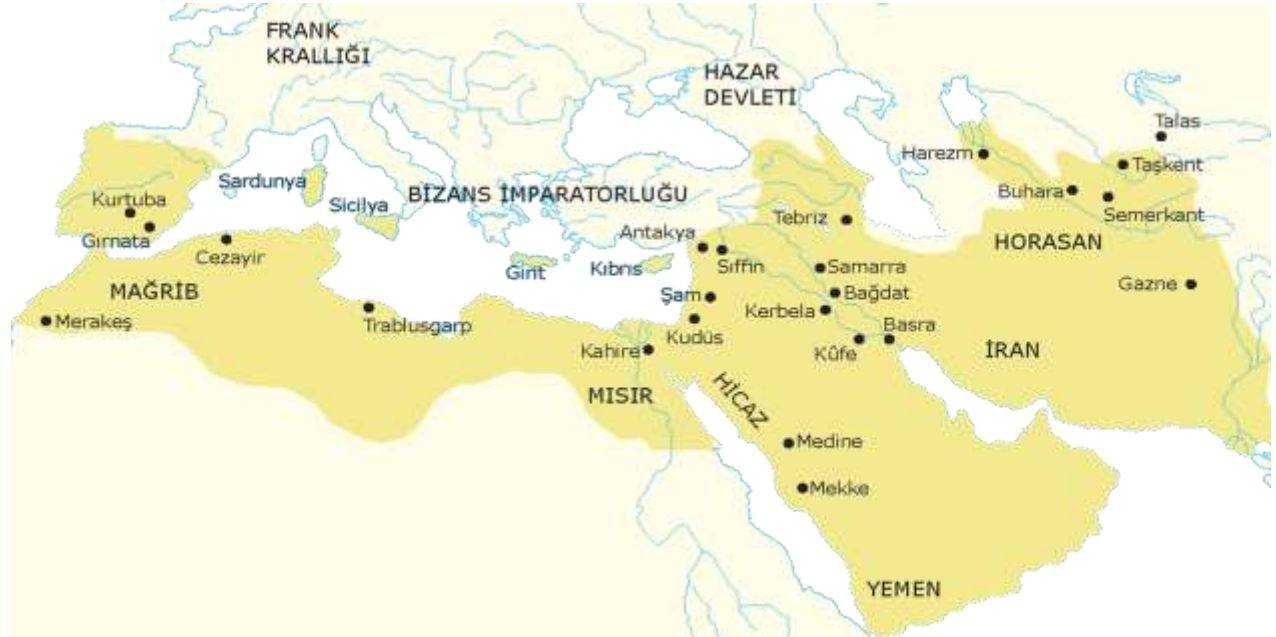 FRANK
KRALLIĞI
HAZAR
DEVLETİ
Talas
Harezm
Taşkent
Sardunya
Buhara
Kurtuba
Sicilya
BİZANS İMPARATORLUĞU
Semerkant
Tebriz
Gırnata
Antakya
HORASAN
Cezayir
Girit
Kıbrıs
Sıffin
Samarra
MAĞRİB
Şam
Bağdat
Gazne
Kerbela
Merakeş
Trablusgarp
Kudüs
Basra
Kahire
Kûfe
İRAN
MISIR
HİCAZ
Medine
Mekke
YEMEN